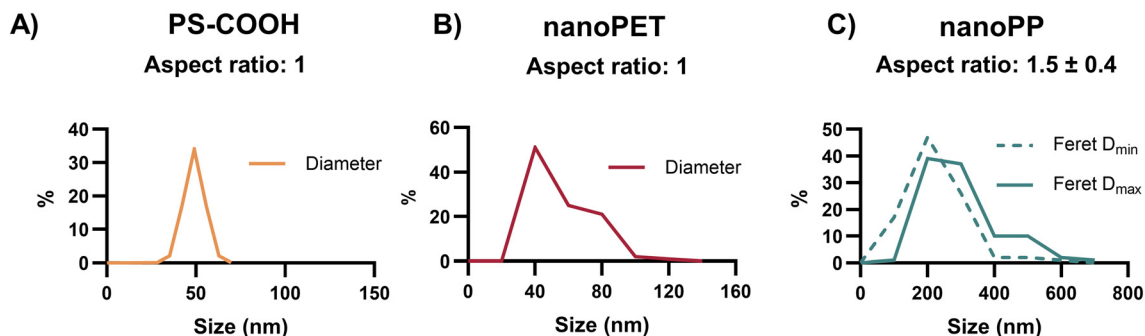 A)
PS-COOH
Aspect ratio: 1
40
30
20
10
0
%
0
50
100
150
Size (nm)
Diameter
B)
nanoPET
Aspect ratio: 1
60
40
20
0
%
0
40
80
120
160
Size (nm)
Diameter
C)
nanoPP
Aspect ratio: 1.5 ± 0.4
50
40
30
20
10
0
%
0
200
400
600
800
Size (nm)
Feret Dmin
Feret Dmax